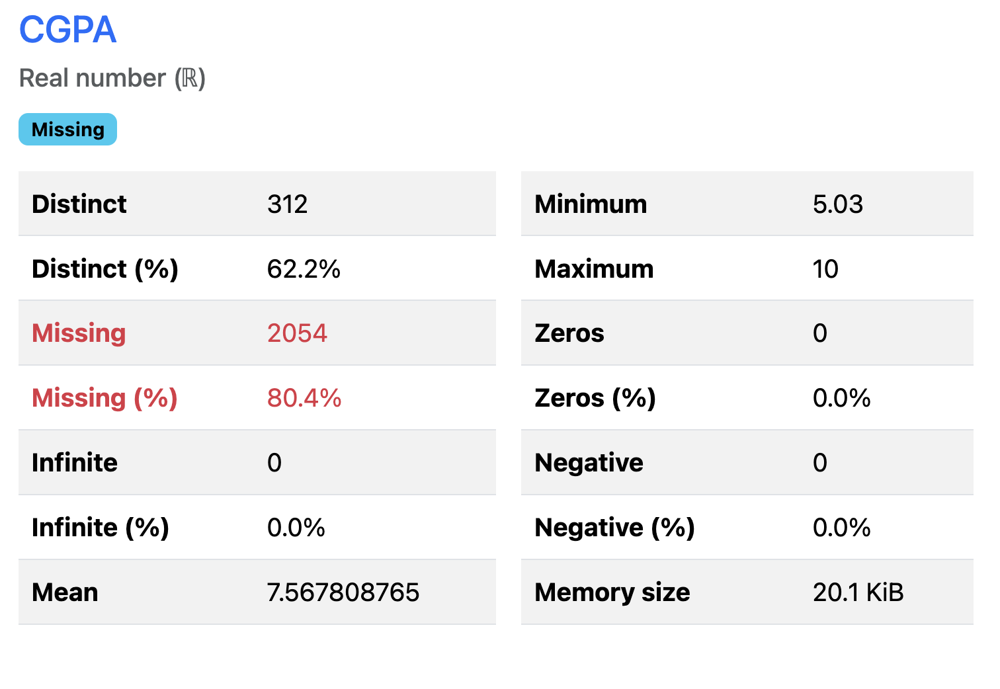 CGPA
Real number (ℝ)
Missing
Distinct 312
Distinct (%) 62.2%
Missing 2054
Missing (%) 80.4%
Infinite 0
Infinite (%) 0.0%
Mean 7.567808765
Minimum 5.03
Maximum 10
Zeros 0
Zeros (%) 0.0%
Negative 0
Negative (%) 0.0%
Memory size 20.1 KiB